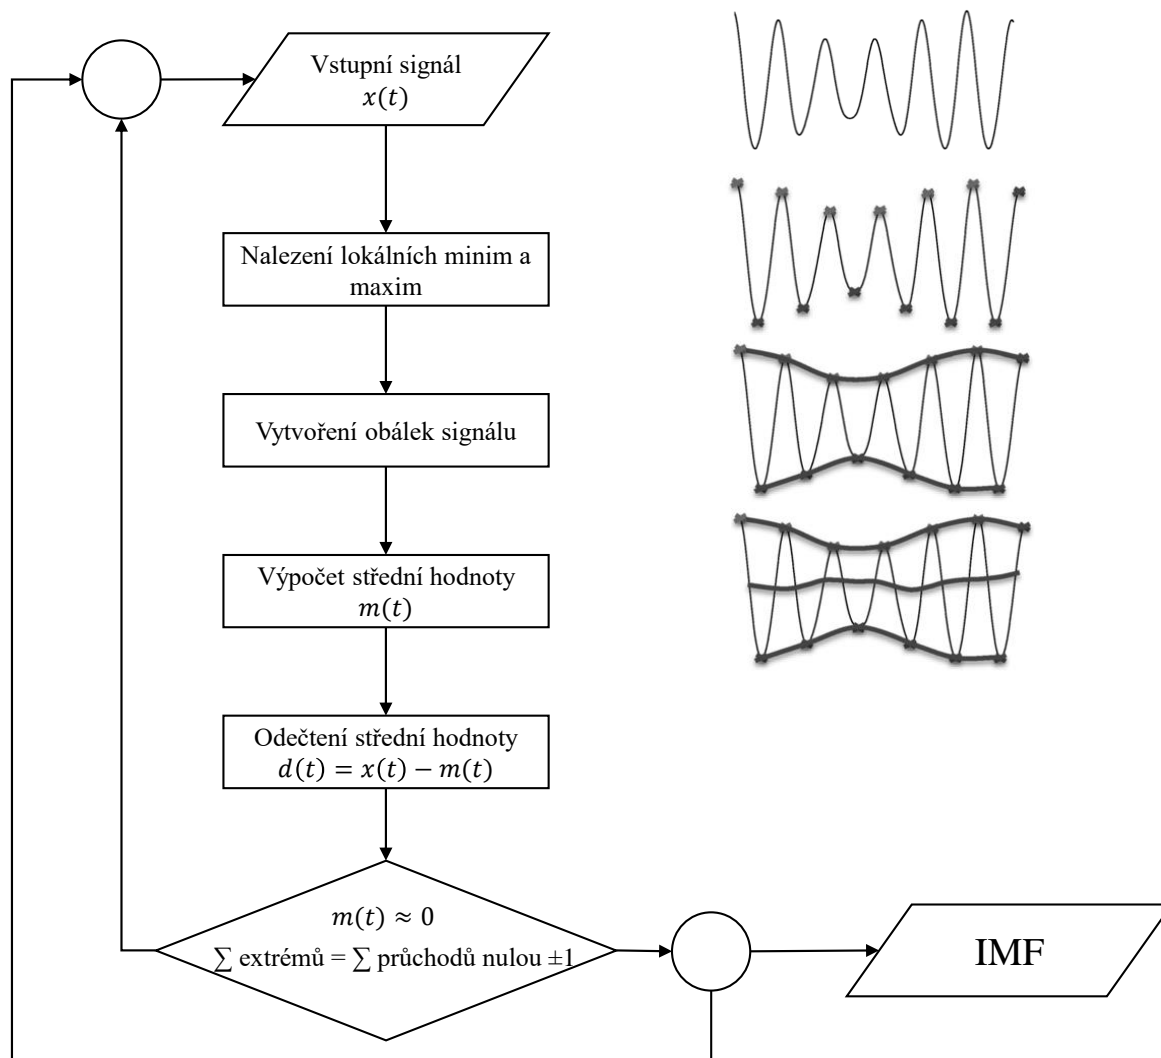 Vstupní signál
x(t)
Nalezení lokálních minim a
maxim
Vytvoření obálek signálu
Výpočet střední hodnoty
m(t)
Odečtení střední hodnoty
d(t) = x(t) − m(t)
m(t) ≈ 0
∑ extrémů = ∑ průchodů nulou ±1
IMF